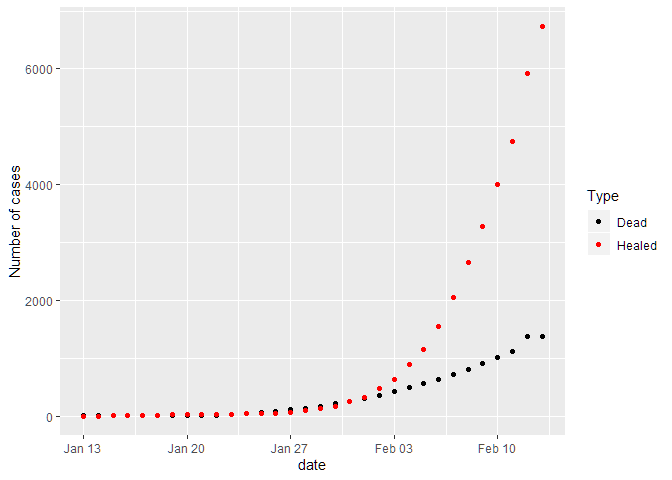 6000
4000
2000
0
Number of cases
Jan 13 Jan 20 Jan 27 Feb 03 Feb 10
date
Type
Dead
Healed